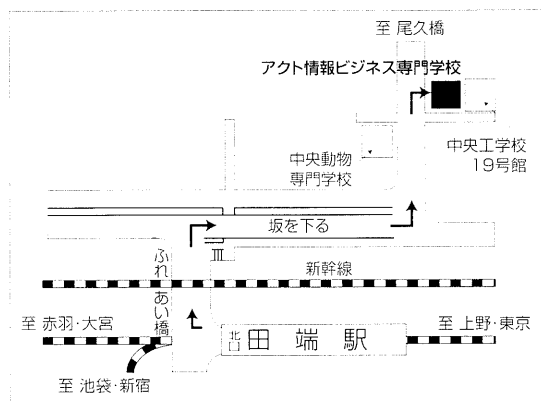 至 尾久橋
アクト情報ビジネス専門学校
中央工学校
19号館
中央動物
専門学校
坂を下る
ふれあい橋
新幹線
至 赤羽・大宮
至 上野・東京
北口
田端駅
至 池袋・新宿